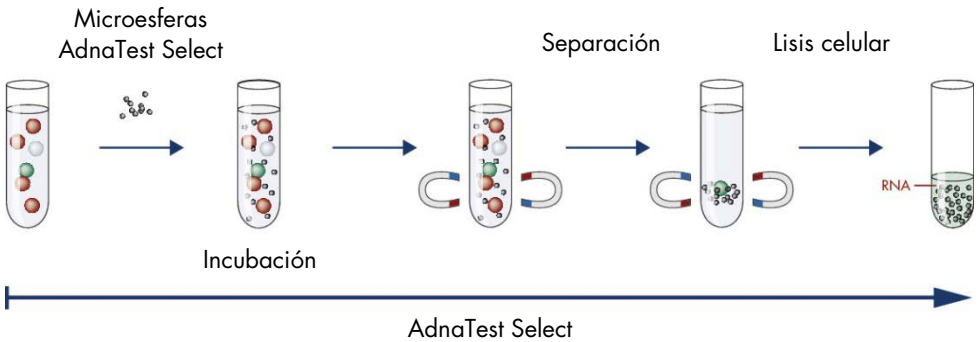 Microesferas
AdnaTest Select
Separación
Lisis celular
RNA
Incubación
AdnaTest Select